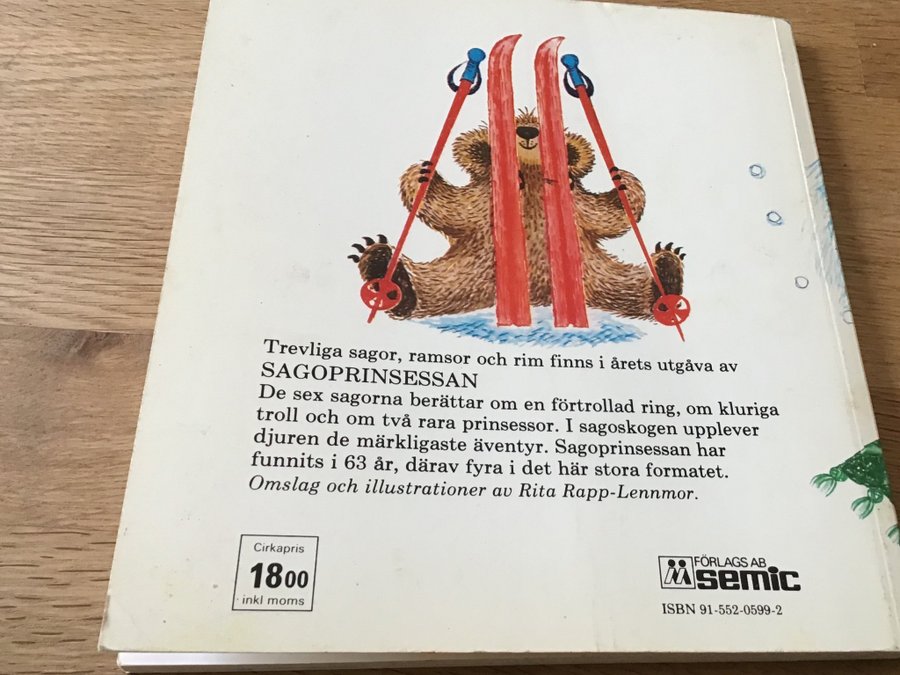 Trevliga sagor, ramsor och rim finns i årets utgåva av
SAGOPRINSESSAN
De sex sagorna berättar om en förtrollad ring, om kluriga
troll och om två rara prinsessor. I sagoskogen upplever
djuren de märkligaste äventyr. Sagoprinsessan har
funnits i 63 år, därav fyra i det här stora formatet.
Omslag och illustrationer av Rita Rapp-Lennmor.
Cirkapris
1800
inkl moms
FÖRLAGS AB
semic
ISBN 91-552-0599-2